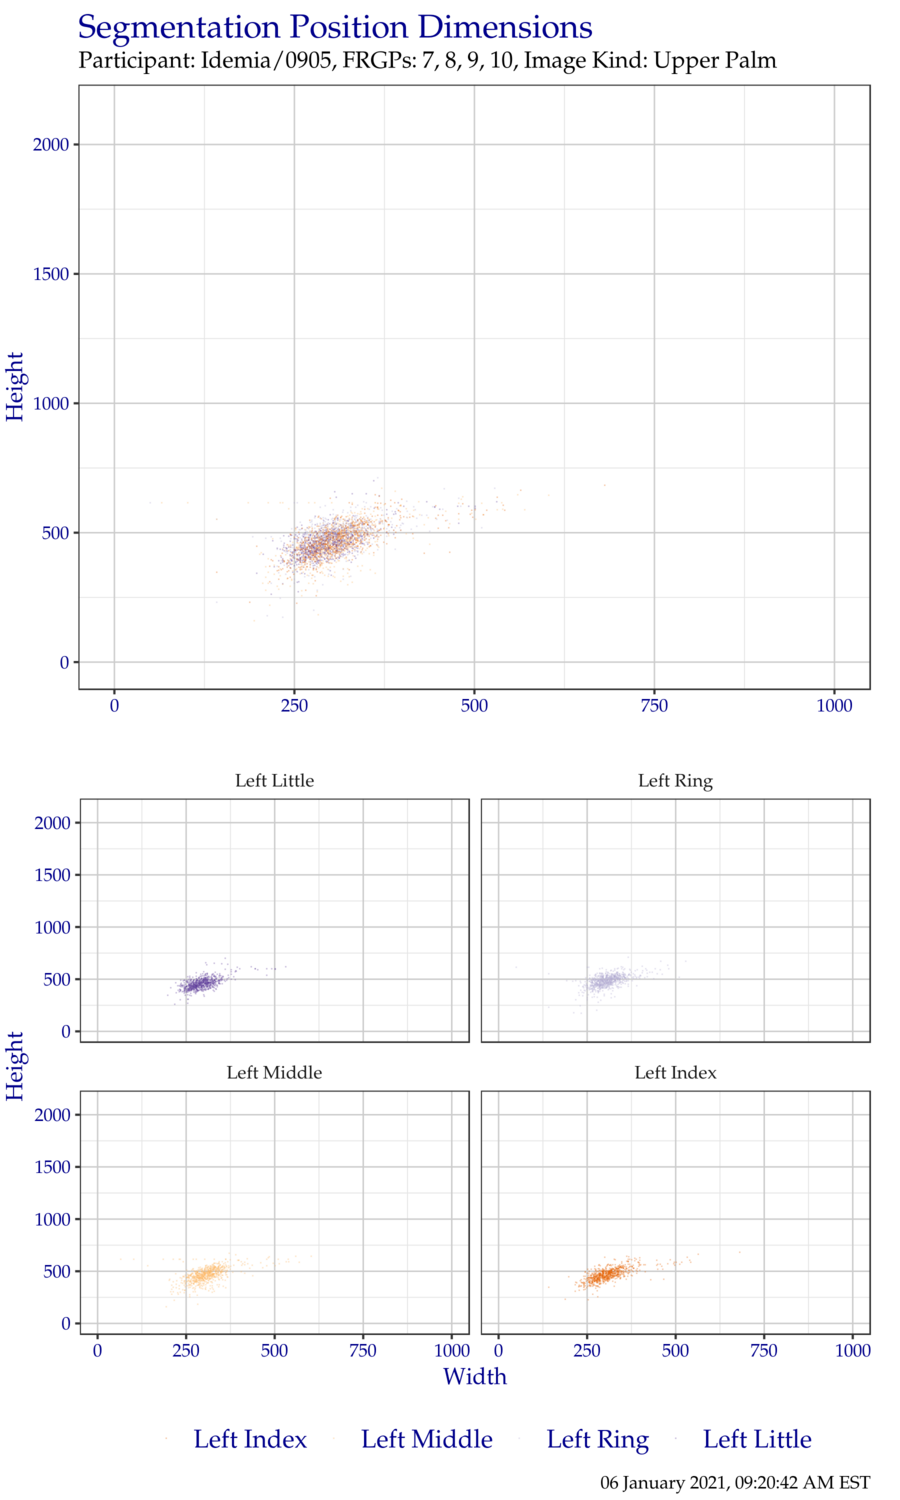 Segmentation Position Dimensions
Participant: Idemia/0905, FRGPs: 7, 8, 9, 10, Image Kind: Upper Palm
2000
1500
1000
500
0
Height
0 250 500 750 1000
Left Little Left Ring
2000
1500
1000
500
0
Height
Left Middle Left Index
2000
1500
1000
500
0
0 250 500 750 1000 0 250 500 750 1000
Width
Left Index Left Middle Left Ring Left Little
06 January 2021, 09:20:42 AM EST